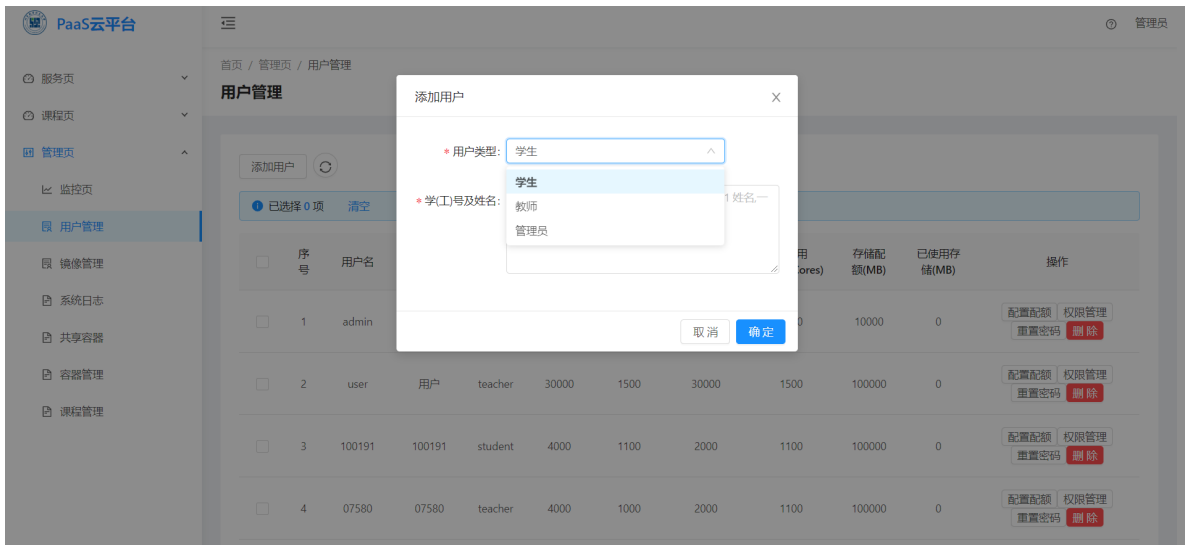 PaaS云平台
管理员
服务页
课程页
管理页
监控页
用户管理
镜像管理
系统日志
共享容器
容器管理
课程管理
首页 / 管理页 / 用户管理
用户管理
添加用户
已选择 0 项 清空
添加用户
* 用户类型: 学生
学生
教师
管理员
* 学(工)号及姓名:
姓名,一
取 消 确 定
序号 用户名 用 存储配额(MB) 已使用存储(MB) 操作
1 admin 10000 0 配置配额 权限管理
重置密码 删 除
2 user 用户 teacher 30000 1500 30000 1500 100000 0 配置配额 权限管理
重置密码 删 除
3 100191 100191 student 4000 1100 2000 1100 100000 0 配置配额 权限管理
重置密码 删 除
4 07580 07580 teacher 4000 1000 2000 1100 100000 0 配置配额 权限管理
重置密码 删 除